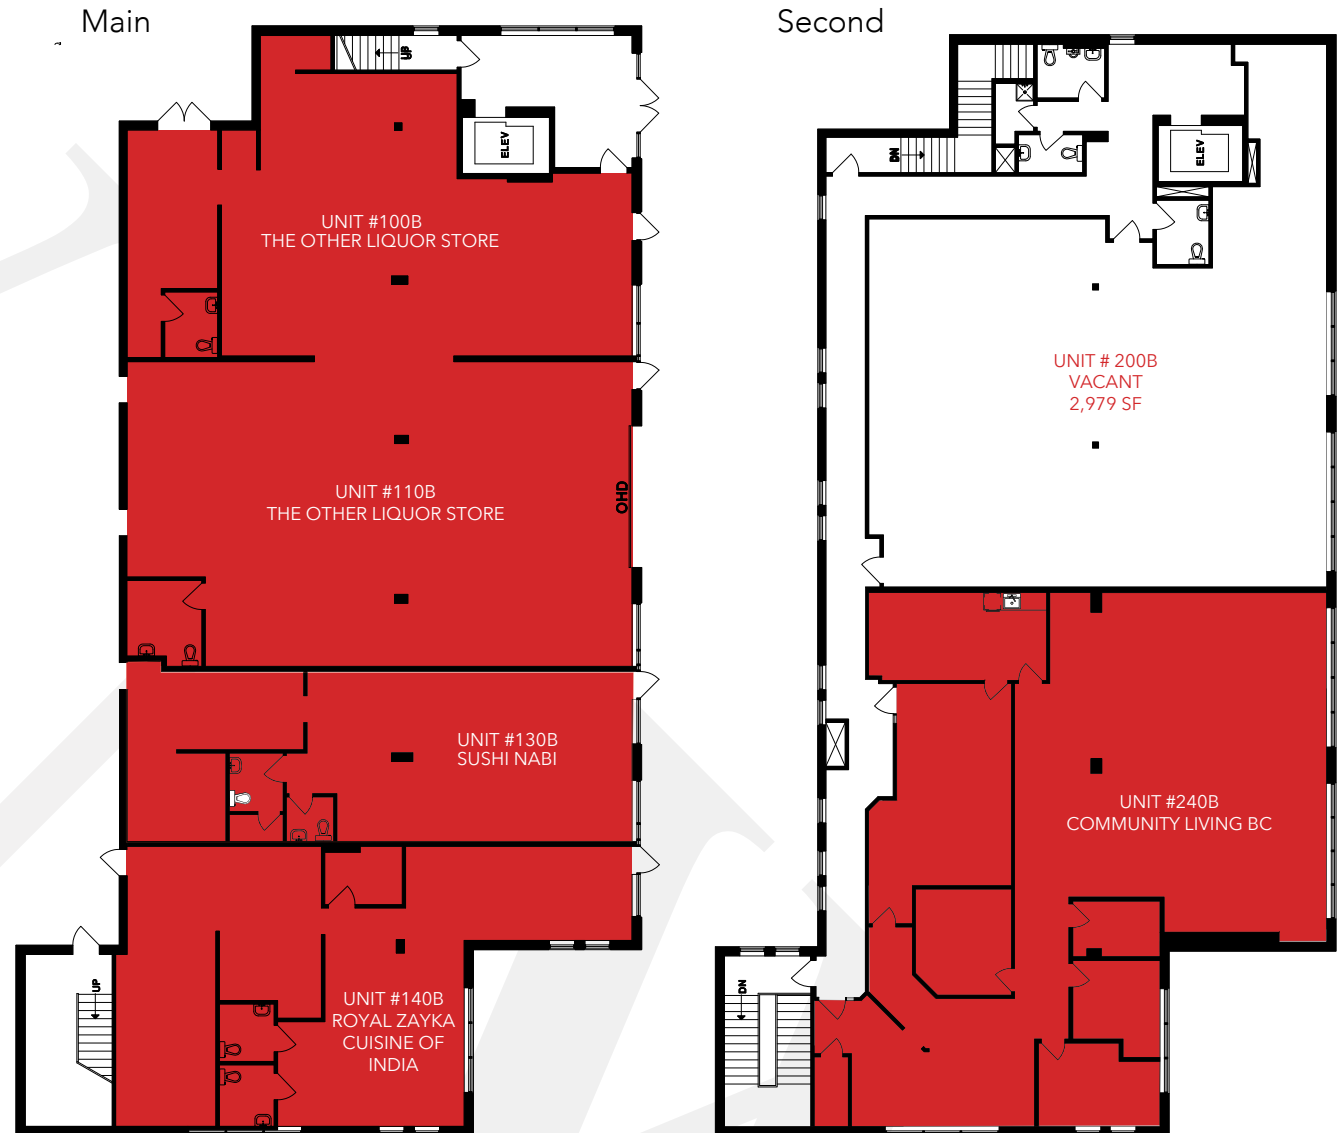 Main
Second
UP
ELEV
UNIT #100B
THE OTHER LIQUOR STORE
UNIT #110B
THE OTHER LIQUOR STORE
OHD
UNIT #130B
SUSHI NABI
UNIT #140B
ROYAL ZAYKA
CUISINE OF
INDIA
UP
DN
ELEV
UNIT # 200B
VACANT
2,979 SF
UNIT #240B
COMMUNITY LIVING BC
DN